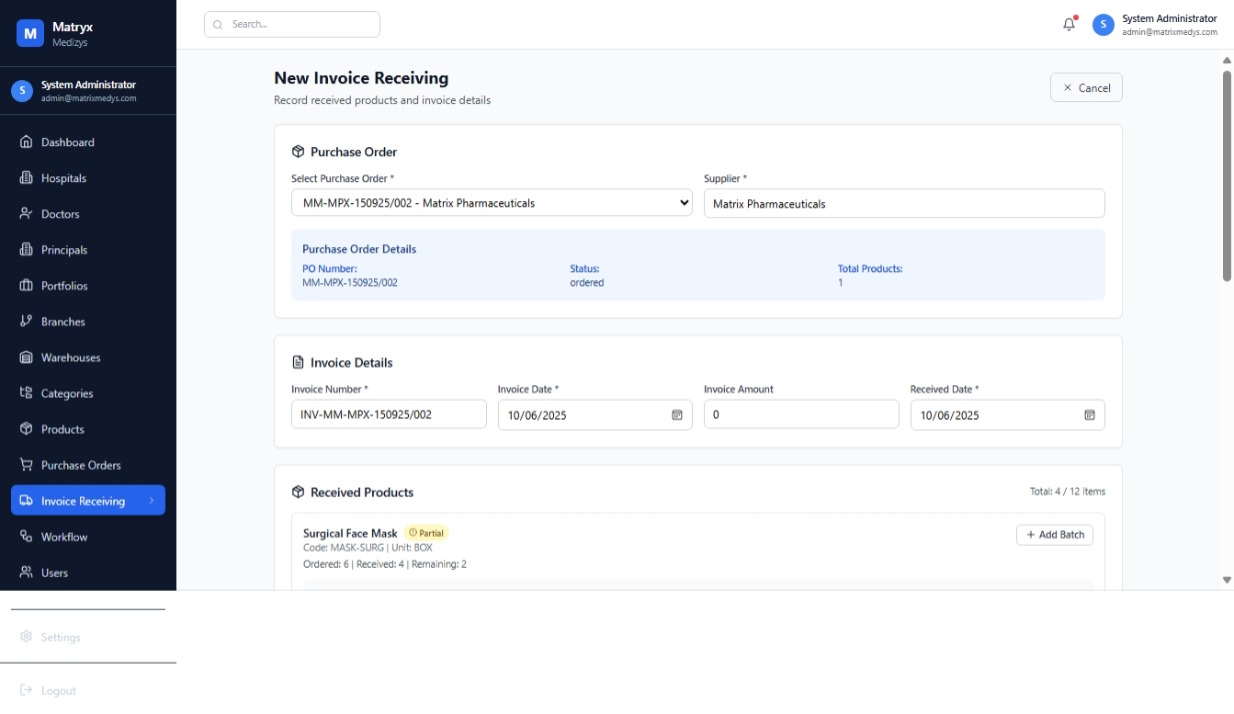 M
Matryx
Medizys
S
System Administrator
admin@matrixmedys.com
Dashboard
Hospitals
Doctors
Principals
Portfolios
Branches
Warehouses
Categories
Products
Purchase Orders
Invoice Receiving
Workflow
Users
Settings
Logout
Search...
S
System Administrator
admin@matrixmedys.com
New Invoice Receiving
Record received products and invoice details
Cancel
Purchase Order
Select Purchase Order *
MM-MPX-150925/002 - Matrix Pharmaceuticals
Supplier *
Matrix Pharmaceuticals
Purchase Order Details
PO Number:
MM-MPX-150925/002
Status:
ordered
Total Products:
1
Invoice Details
Invoice Number *
INV-MM-MPX-150925/002
Invoice Date *
10/06/2025
Invoice Amount
0
Received Date *
10/06/2025
Received Products
Total: 4 / 12 items
Surgical Face Mask
Partial
Code: MASK-SURG | Unit: BOX
Ordered: 6 | Received: 4 | Remaining: 2
+ Add Batch